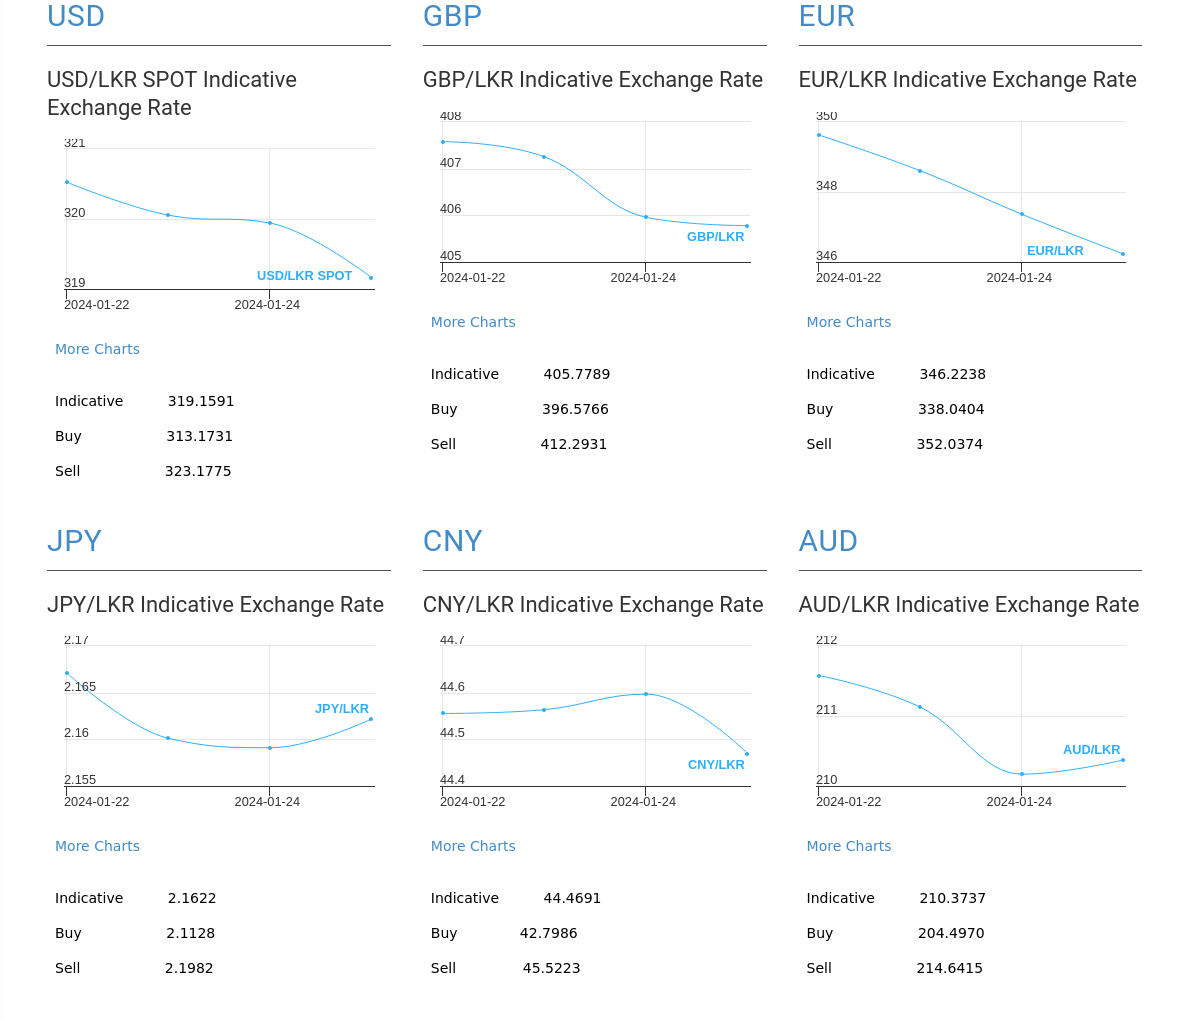 USD
USD/LKR SPOT Indicative
Exchange Rate
321
320
319
USD/LKR SPOT
2024-01-22 2024-01-24
More Charts
Indicative 319.1591
Buy 313.1731
Sell 323.1775
GBP
GBP/LKR Indicative Exchange Rate
408
407
406
405
GBP/LKR
2024-01-22 2024-01-24
More Charts
Indicative 405.7789
Buy 396.5766
Sell 412.2931
EUR
EUR/LKR Indicative Exchange Rate
350
348
346
EUR/LKR
2024-01-22 2024-01-24
More Charts
Indicative 346.2238
Buy 338.0404
Sell 352.0374
JPY
JPY/LKR Indicative Exchange Rate
2.17
2.165
2.16
2.155
JPY/LKR
2024-01-22 2024-01-24
More Charts
Indicative 2.1622
Buy 2.1128
Sell 2.1982
CNY
CNY/LKR Indicative Exchange Rate
44.7
44.6
44.5
44.4
CNY/LKR
2024-01-22 2024-01-24
More Charts
Indicative 44.4691
Buy 42.7986
Sell 45.5223
AUD
AUD/LKR Indicative Exchange Rate
212
211
210
AUD/LKR
2024-01-22 2024-01-24
More Charts
Indicative 210.3737
Buy 204.4970
Sell 214.6415